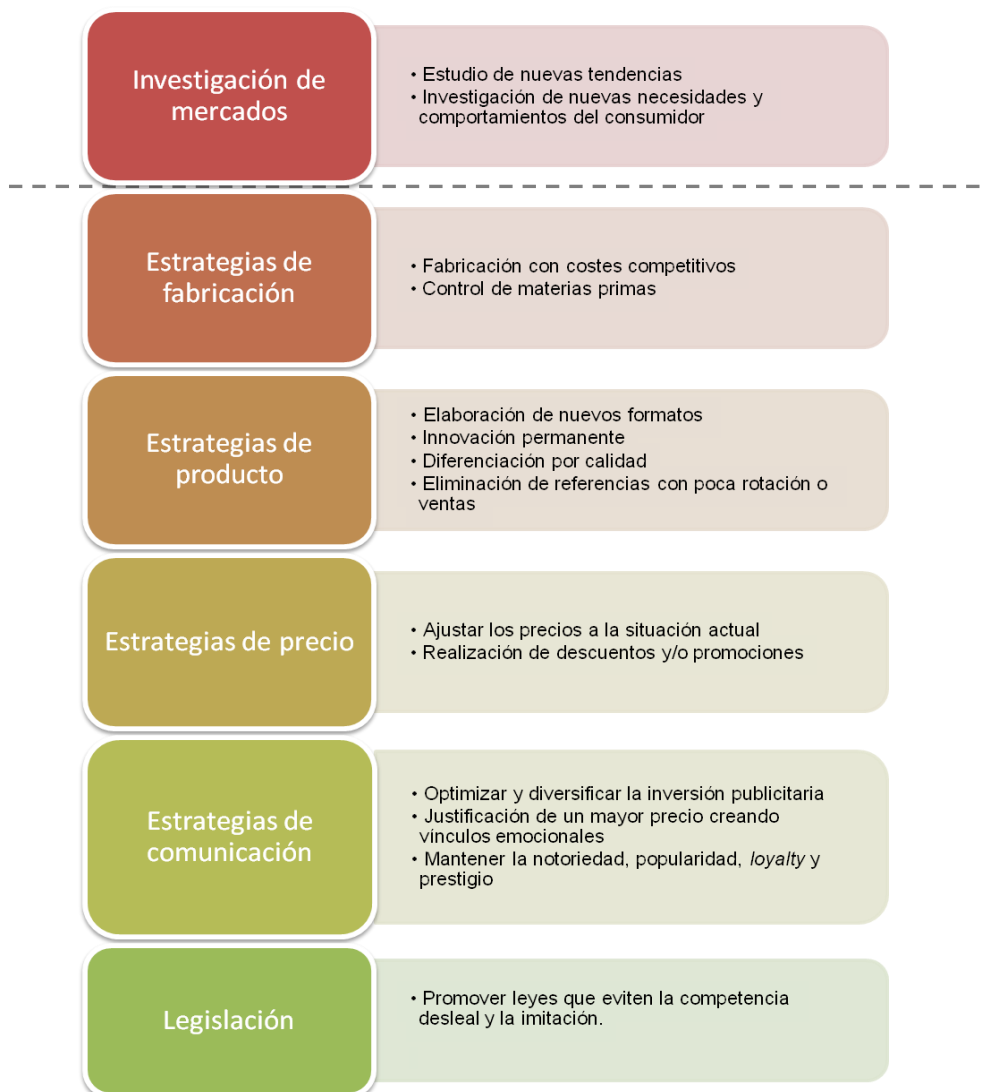 Investigación de
mercados
• Estudio de nuevas tendencias
• Investigación de nuevas necesidades y
comportamientos del consumidor
Estrategias de
fabricación
• Fabricación con costes competitivos
• Control de materias primas
Estrategias de
producto
• Elaboración de nuevos formatos
• Innovación permanente
• Diferenciación por calidad
• Eliminación de referencias con poca rotación o
ventas
Estrategias de precio
• Ajustar los precios a la situación actual
• Realización de descuentos y/o promociones
Estrategias de
comunicación
• Optimizar y diversificar la inversión publicitaria
• Justificación de un mayor precio creando
vínculos emocionales
• Mantener la notoriedad, popularidad, loyalty y
prestigio
Legislación
• Promover leyes que eviten la competencia
desleal y la imitación.